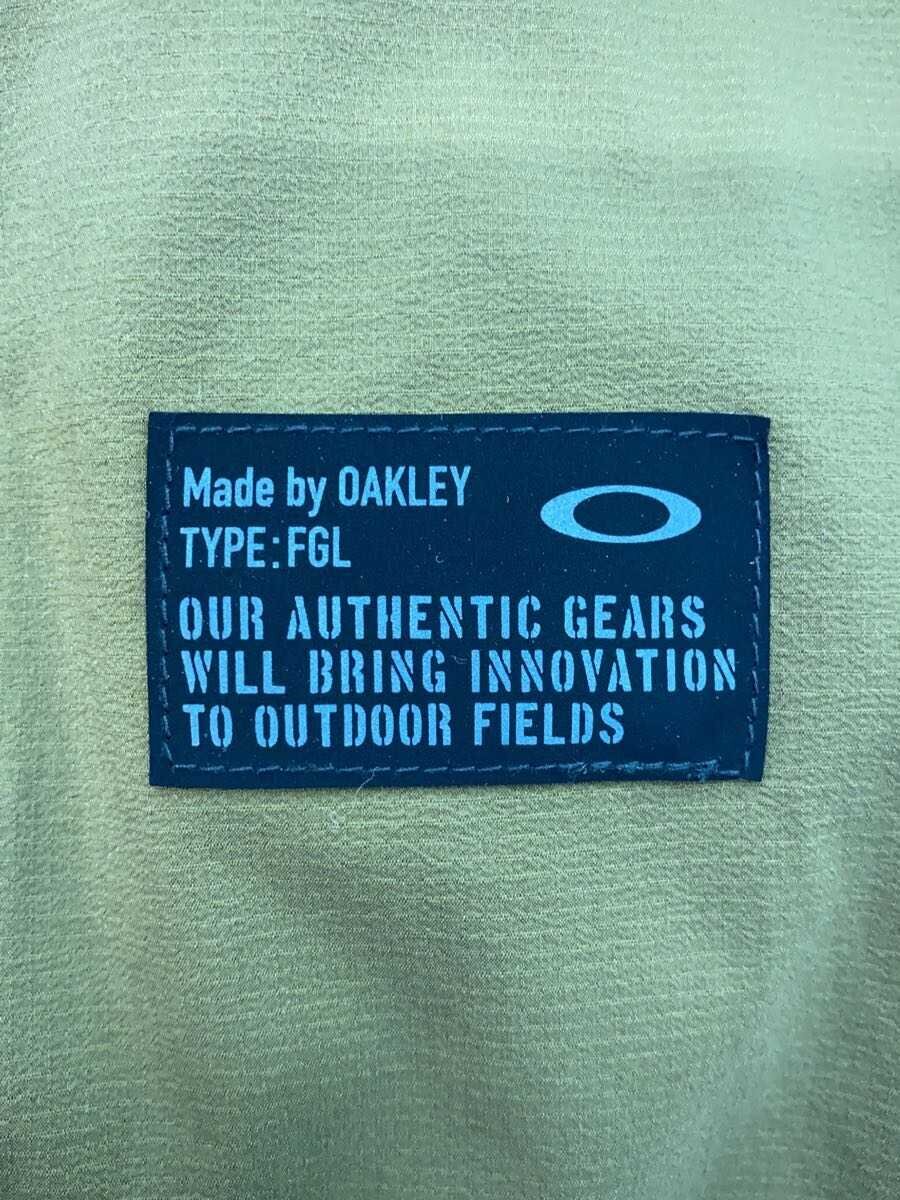 Made by OAKLEY
TYPE:FGL
OUR AUTHENTIC GEARS
WILL BRING INNOVATION
TO OUTDOOR FIELDS